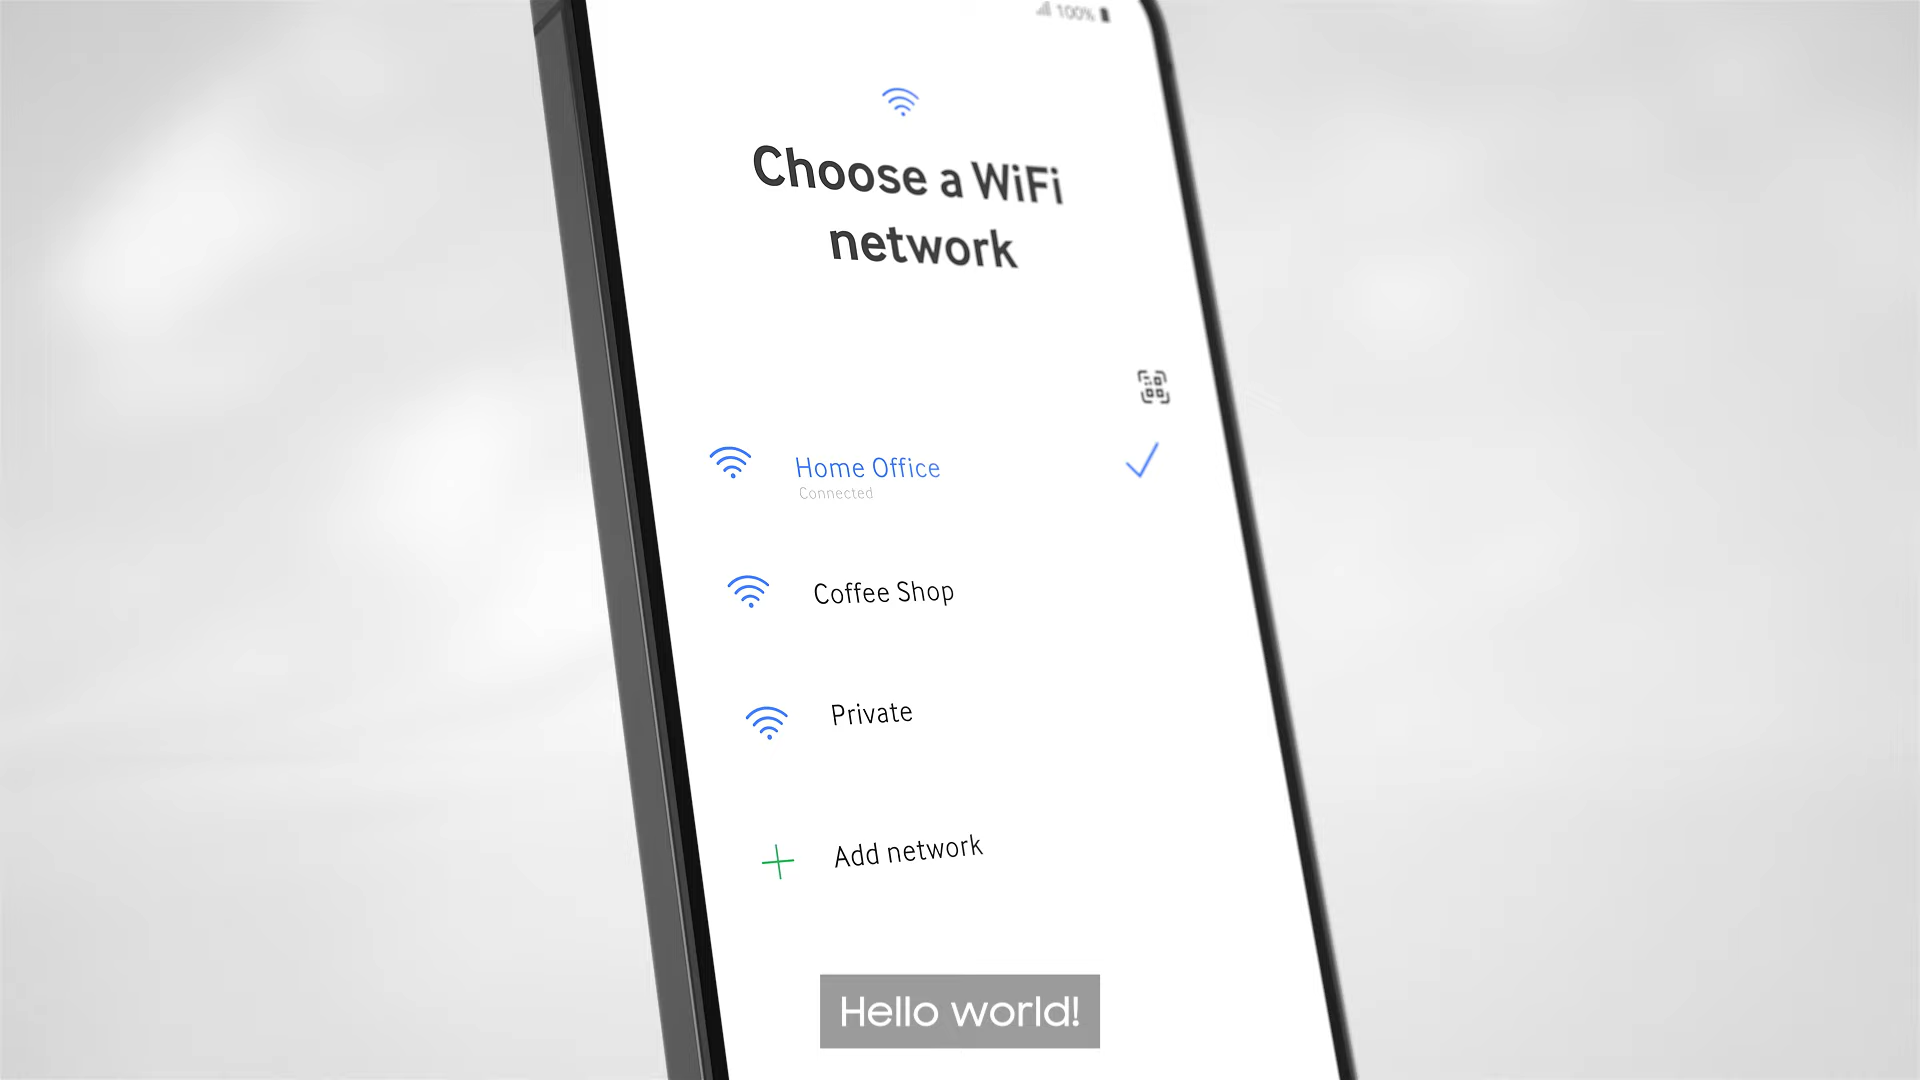 100%
Choose a WiFi
network
Home Office
Connected
Coffee Shop
Private
Add network
Hello world!